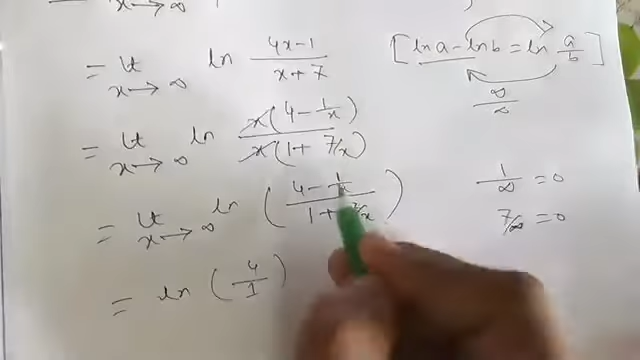 x→∞
= lt x→∞ ln (4x-1)/(x+7)
[ln a - ln b = ln a/b]
∞/∞
= lt x→∞ ln x(4 - 1/x)/x(1 + 7/x)
= lt x→∞ ln ((4 - 1/x)/(1 + 7/x))
1/∞ = 0
7/∞ = 0
= ln (4/1)